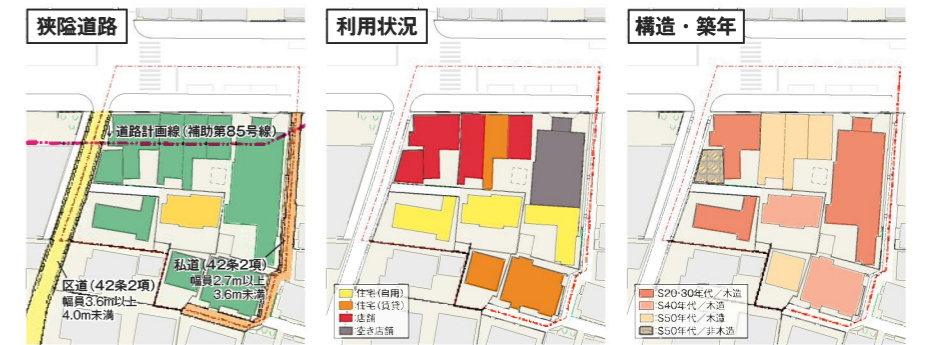 狭隘道路
利用状況
構造・築年
道路計画線(補助第85号線)
私道(42条2項)
幅員2.7m以上
3.6m未満
区道(42条2項)
幅員3.6m以上
4.0m未満
住宅(自用)
住宅(賃貸)
店舗
空き店舗
S20-30年代/木造
S40年代/木造
S50年代/木造
S50年代/非木造